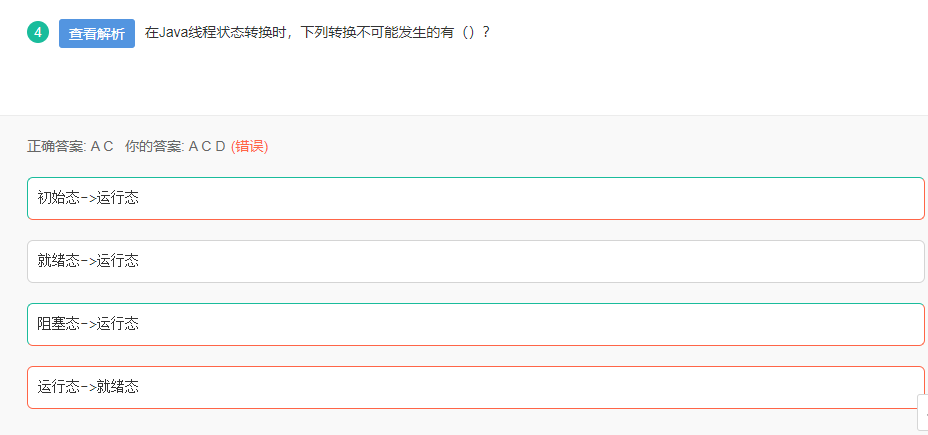 4 查看解析 在Java线程状态转换时，下列转换不可能发生的有（）？
正确答案: A C 你的答案: A C D (错误)
初始态->运行态
就绪态->运行态
阻塞态->运行态
运行态->就绪态